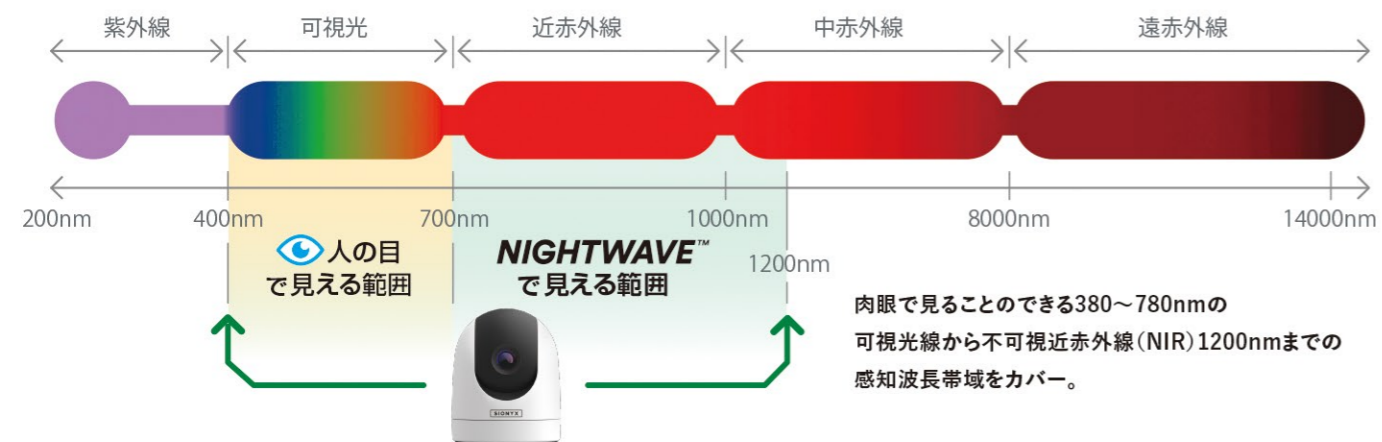 紫外線
可視光
近赤外線
中赤外線
遠赤外線
200nm
400nm
700nm
1000nm
8000nm
14000nm
1200nm
人の目
で見える範囲
NIGHTWAVE™
で見える範囲
肉眼で見ることのできる380〜780nmの
可視光線から不可視近赤外線(NIR)1200nmまでの
感知波長帯域をカバー。
SIONYX